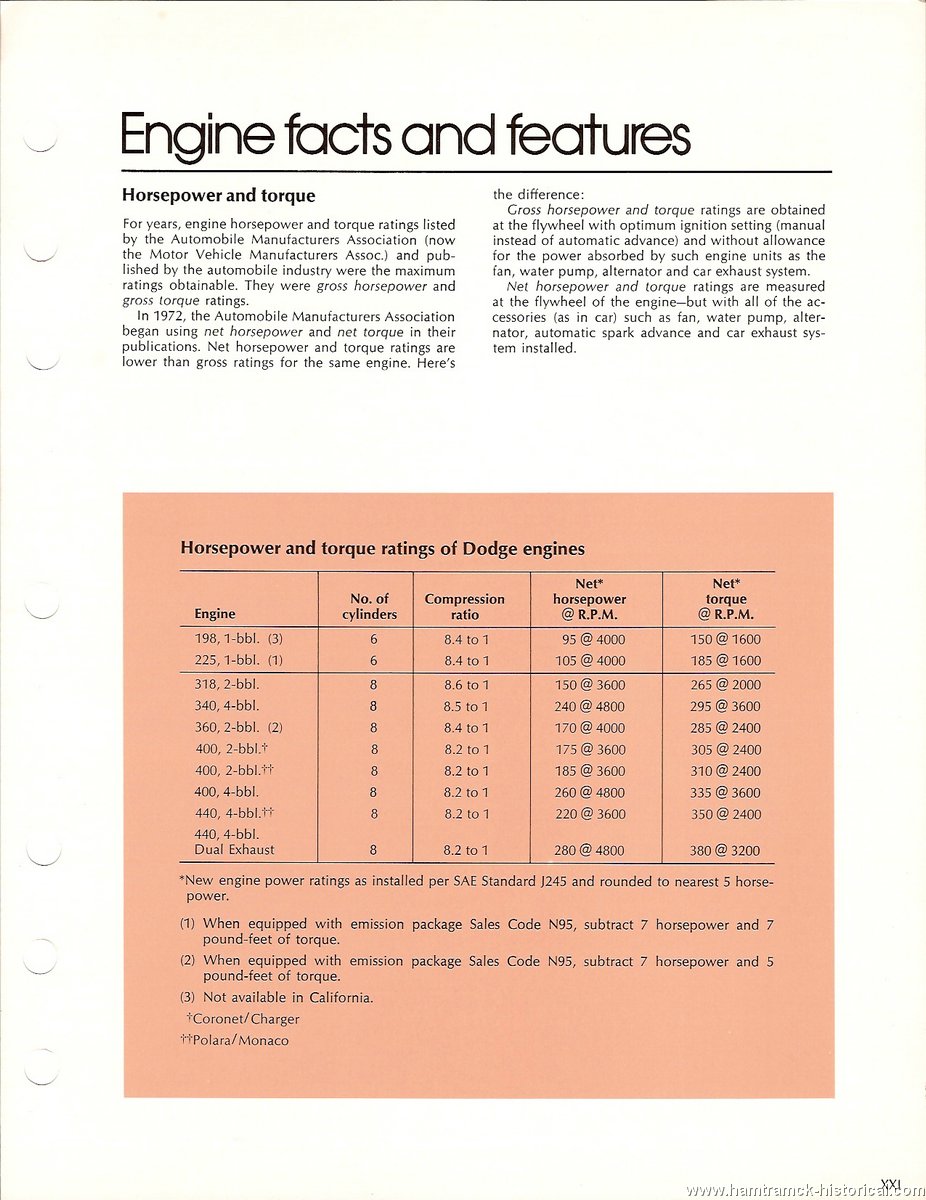 Engine facts and features
Horsepower and torque
For years, engine horsepower and torque ratings listed
by the Automobile Manufacturers Association (now
the Motor Vehicle Manufacturers Assoc.) and pub-
lished by the automobile industry were the maximum
ratings obtainable. They were gross horsepower and
gross torque ratings.
In 1972, the Automobile Manufacturers Association
began using net horsepower and net torque in their
publications. Net horsepower and torque ratings are
lower than gross ratings for the same engine. Here's
the difference:
Gross horsepower and torque ratings are obtained
at the flywheel with optimum ignition setting (manual
instead of automatic advance) and without allowance
for the power absorbed by such engine units as the
fan, water pump, alternator and car exhaust system.
Net horsepower and torque ratings are measured
at the flywheel of the engine—but with all of the ac-
cessories (as in car) such as fan, water pump, alter-
nator, automatic spark advance and car exhaust sys-
tem installed.
Horsepower and torque ratings of Dodge engines
Net* Net*
No. of Compression horsepower torque
Engine cylinders ratio @ R.P.M. @ R.P.M.
198, 1-bbl. (3) 6 8.4 to 1 95 @ 4000 150 @ 1600
225, 1-bbl. (1) 6 8.4 to 1 105 @ 4000 185 @ 1600
318, 2-bbl. 8 8.6 to 1 150 @ 3600 265 @ 2000
340, 4-bbl. 8 8.5 to 1 240 @ 4800 295 @ 3600
360, 2-bbl. (2) 8 8.4 to 1 170 @ 4000 285 @ 2400
400, 2-bbl.† 8 8.2 to 1 175 @ 3600 305 @ 2400
400, 2-bbl.†† 8 8.2 to 1 185 @ 3600 310 @ 2400
400, 4-bbl. 8 8.2 to 1 260 @ 4800 335 @ 3600
440, 4-bbl.†† 8 8.2 to 1 220 @ 3600 350 @ 2400
440, 4-bbl.
Dual Exhaust 8 8.2 to 1 280 @ 4800 380 @ 3200
*New engine power ratings as installed per SAE Standard J245 and rounded to nearest 5 horse-
power.
(1) When equipped with emission package Sales Code N95, subtract 7 horsepower and 7
pound-feet of torque.
(2) When equipped with emission package Sales Code N95, subtract 7 horsepower and 5
pound-feet of torque.
(3) Not available in California.
†Coronet/Charger
††Polara/Monaco
XXI
www.hamtramck-historical.com